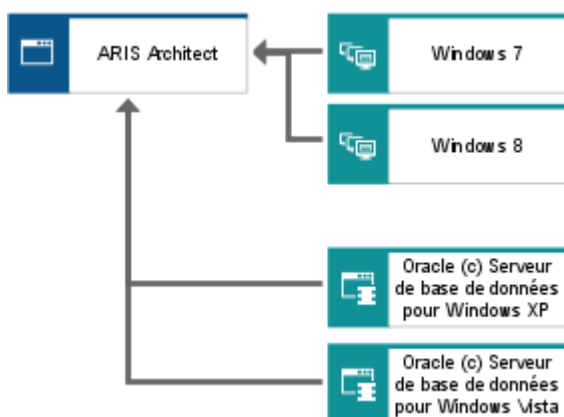 ARIS Architect
Windows 7
Windows 8
Oracle (c) Serveur
de base de données
pour Windows XP
Oracle (c) Serveur
de base de données
pour Windows Vista